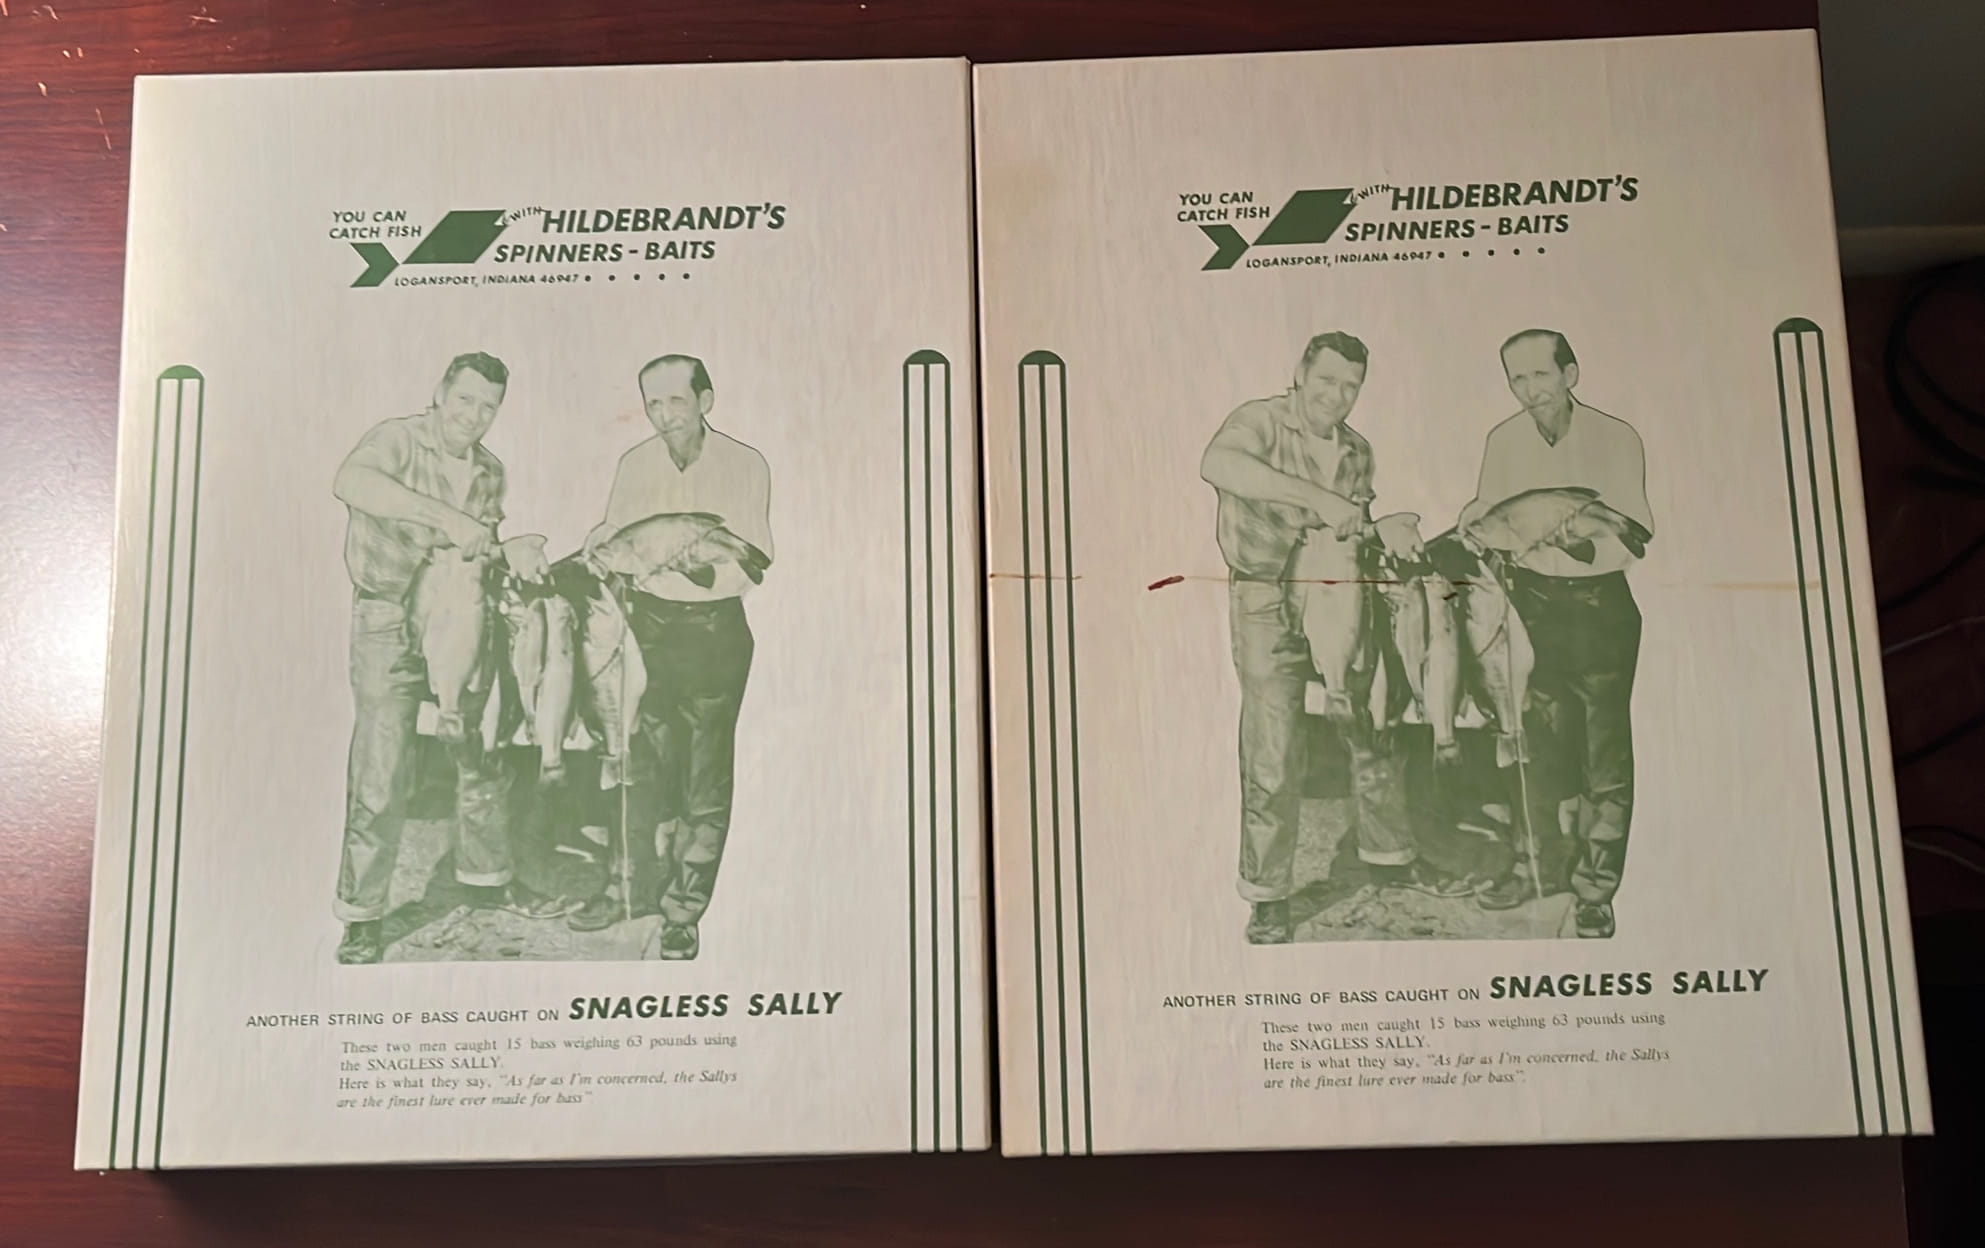 YOU CAN
CATCH FISH
WITH HILDEBRANDT'S
SPINNERS - BAITS
LOGANSPORT, INDIANA 46947 • • • • •
ANOTHER STRING OF BASS CAUGHT ON SNAGLESS SALLY
These two men caught 15 bass weighing 63 pounds using
the SNAGLESS SALLY.
Here is what they say, "As far as I'm concerned, the Sallys
are the finest lure ever made for bass".
YOU CAN
CATCH FISH
WITH HILDEBRANDT'S
SPINNERS - BAITS
LOGANSPORT, INDIANA 46947 • • • • •
ANOTHER STRING OF BASS CAUGHT ON SNAGLESS SALLY
These two men caught 15 bass weighing 63 pounds using
the SNAGLESS SALLY.
Here is what they say, "As far as I'm concerned, the Sallys
are the finest lure ever made for bass".